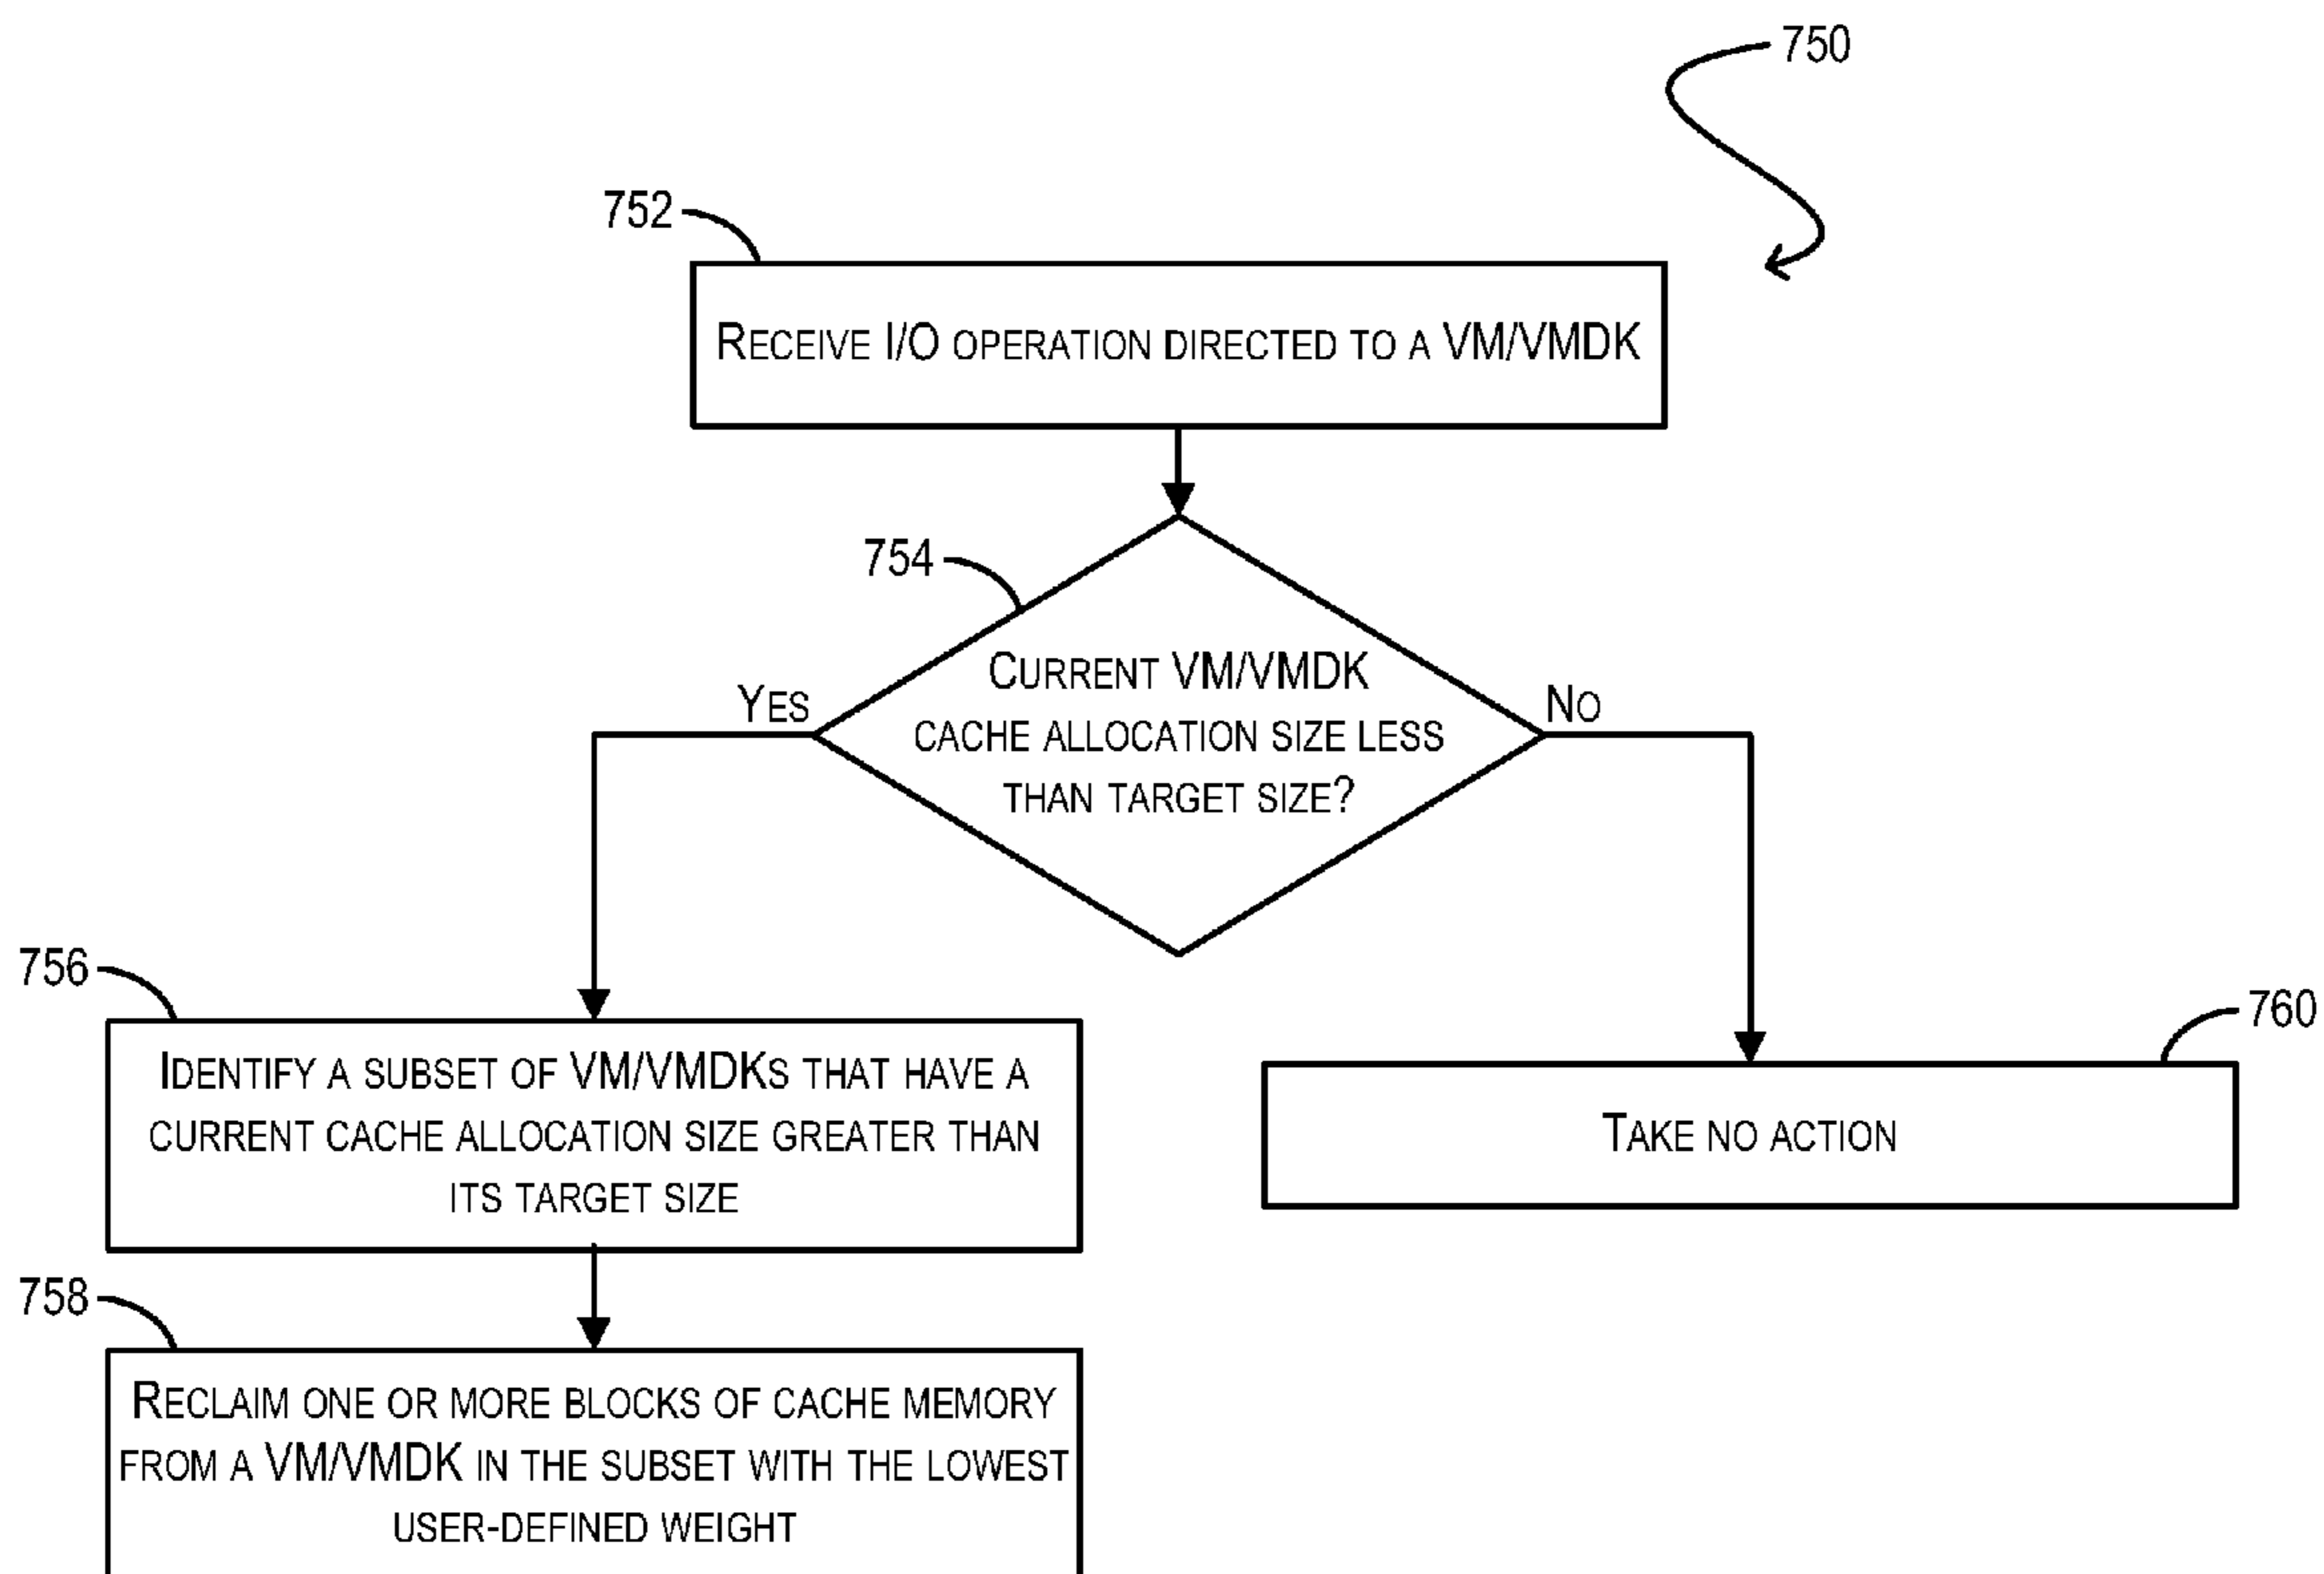 750
752
RECEIVE I/O OPERATION DIRECTED TO A VM/VMDK
754
CURRENT VM/VMDK
CACHE ALLOCATION SIZE LESS
THAN TARGET SIZE?
YES
NO
756
IDENTIFY A SUBSET OF VM/VMDKS THAT HAVE A
CURRENT CACHE ALLOCATION SIZE GREATER THAN
ITS TARGET SIZE
760
TAKE NO ACTION
758
RECLAIM ONE OR MORE BLOCKS OF CACHE MEMORY
FROM A VM/VMDK IN THE SUBSET WITH THE LOWEST
USER-DEFINED WEIGHT